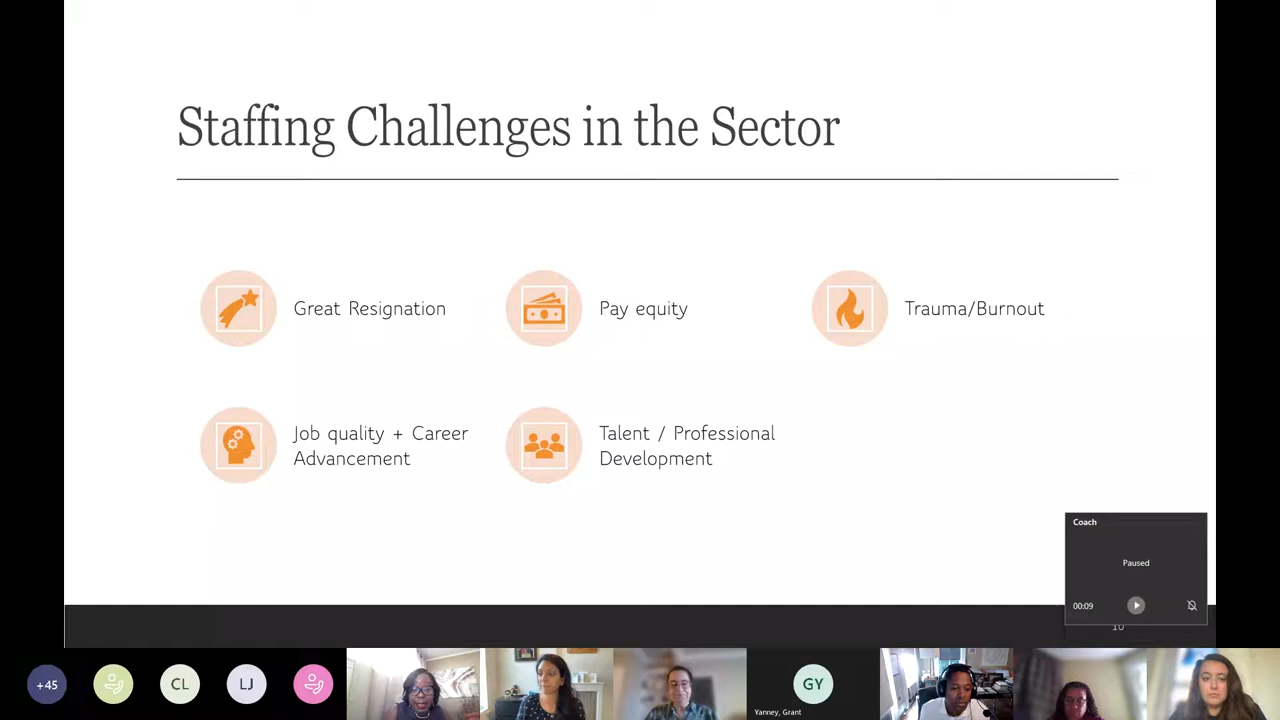 Staffing Challenges in the Sector
Great Resignation
Pay equity
Trauma/Burnout
Job quality + Career
Advancement
Talent / Professional
Development
Coach
Paused
00:09
10
+45
CL
LJ
GY
Yanney, Grant